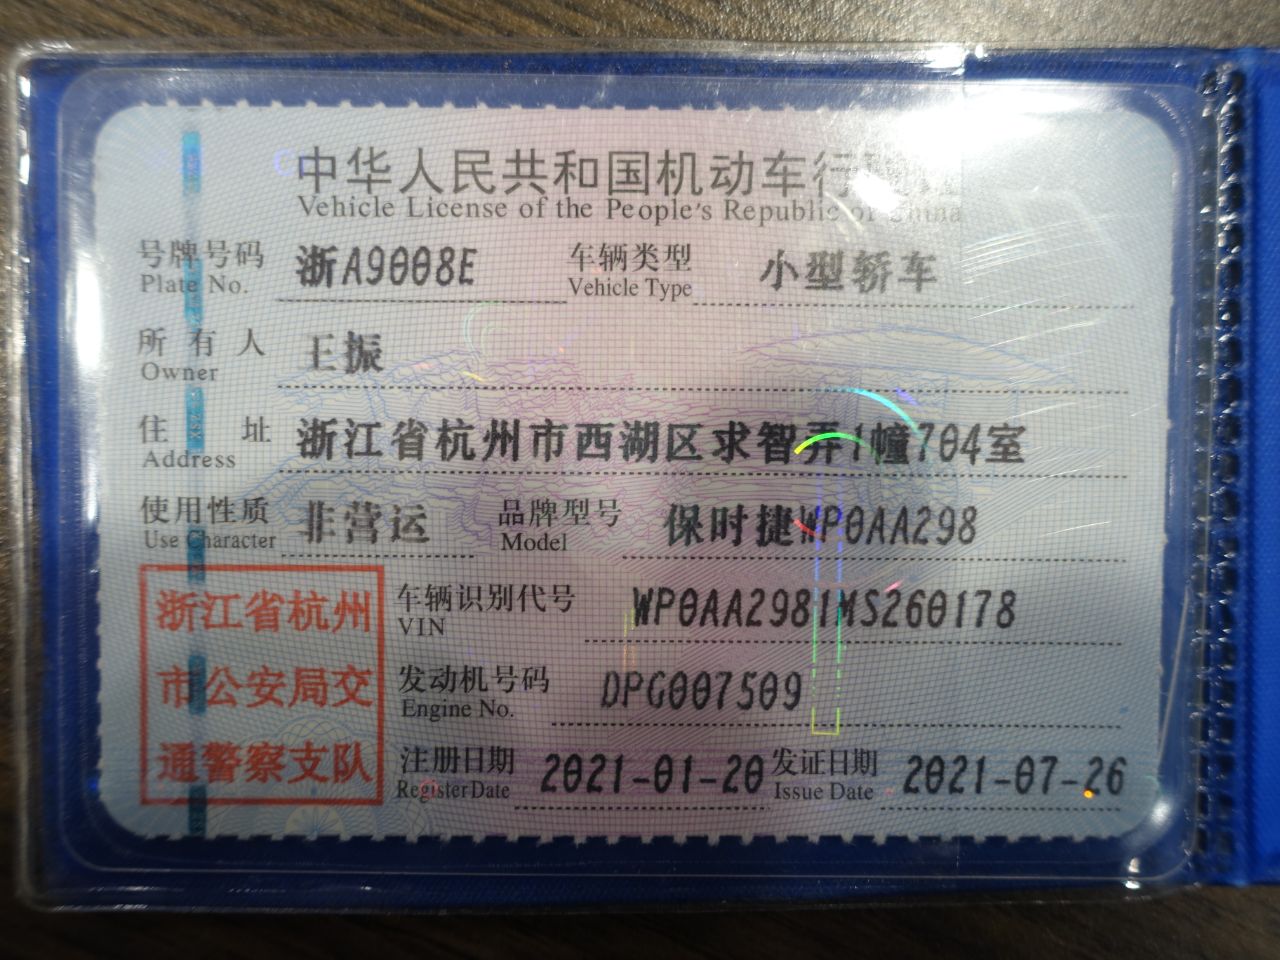 中华人民共和国机动车行
Vehicle License of the People's Republic of China
号牌号码 浙A9008E 车辆类型 小型轿车
Plate No. Vehicle Type
所有人 王振
Owner
住址 浙江省杭州市西湖区求智弄1幢704室
Address
使用性质 非营运 品牌型号 保时捷WP0AA298
Use Character Model
浙江省杭州
市公安局交
通警察支队
车辆识别代号 WP0AA2981MS260178
VIN
发动机号码 DPG007509
Engine No.
注册日期 2021-01-20 发证日期 2021-07-26
Register Date Issue Date